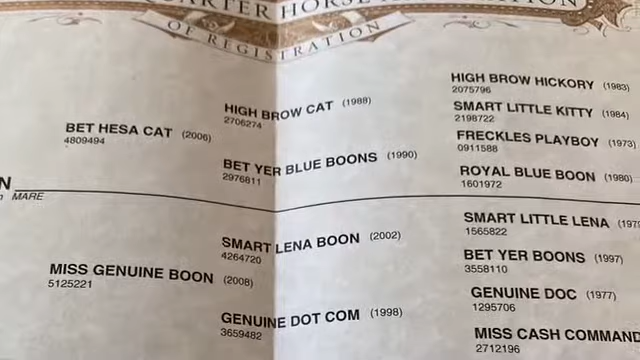 QUARTER HORSE
OF REGISTRATION
HIGH BROW HICKORY (1983)
2075796
HIGH BROW CAT (1988)
2706274
SMART LITTLE KITTY (1984)
2198722
BET HESA CAT (2006)
4809494
FRECKLES PLAYBOY (1973)
0911588
BET YER BLUE BOONS (1990)
2976811
ROYAL BLUE BOON (1980)
1601972
N
MARE
SMART LITTLE LENA (1979
1565822
SMART LENA BOON (2002)
4264720
BET YER BOONS (1997)
3558110
MISS GENUINE BOON (2008)
5125221
GENUINE DOC (1977)
1295706
GENUINE DOT COM (1998)
3659482
MISS CASH COMMAND
2712196